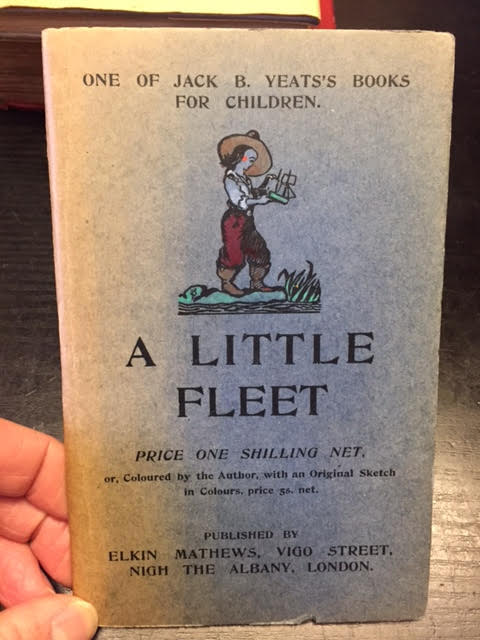 ONE OF JACK B. YEATS'S BOOKS
FOR CHILDREN.
A LITTLE
FLEET
PRICE ONE SHILLING NET,
or, Coloured by the Author, with an Original Sketch
in Colours, price 5s. net.
PUBLISHED BY
ELKIN MATHEWS, VIGO STREET,
NIGH THE ALBANY, LONDON.